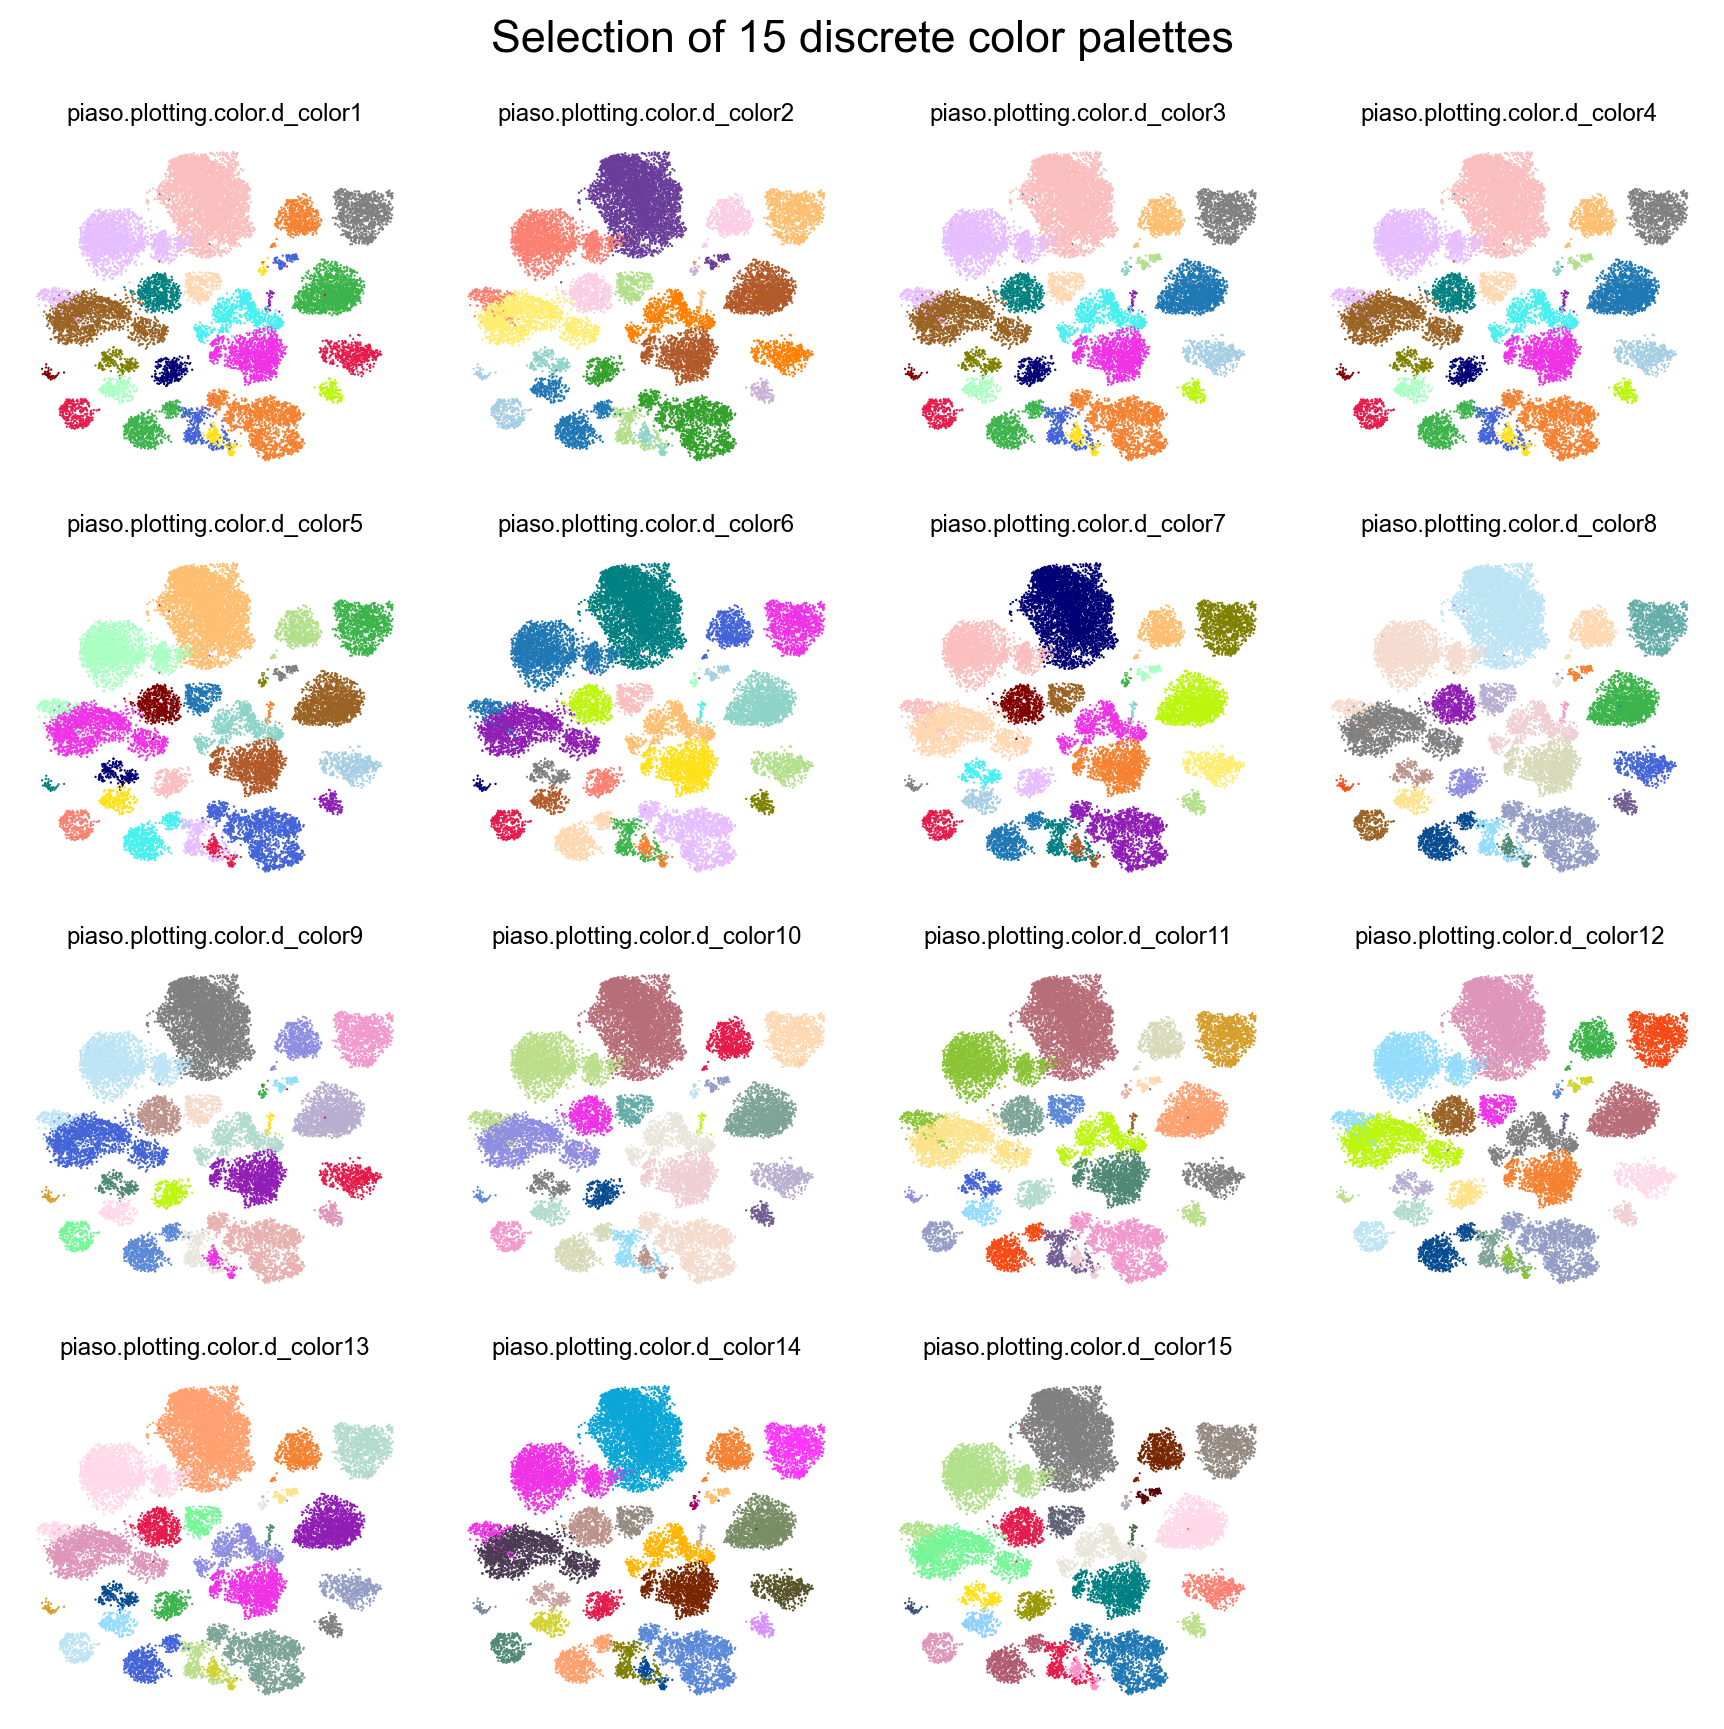 Selection of 15 discrete color palettes
piaso.plotting.color.d_color1
piaso.plotting.color.d_color2
piaso.plotting.color.d_color3
piaso.plotting.color.d_color4
piaso.plotting.color.d_color5
piaso.plotting.color.d_color6
piaso.plotting.color.d_color7
piaso.plotting.color.d_color8
piaso.plotting.color.d_color9
piaso.plotting.color.d_color10
piaso.plotting.color.d_color11
piaso.plotting.color.d_color12
piaso.plotting.color.d_color13
piaso.plotting.color.d_color14
piaso.plotting.color.d_color15